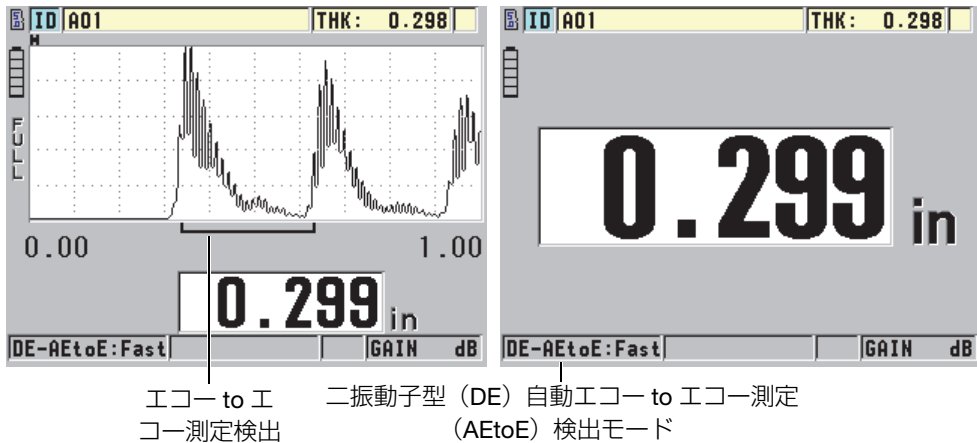 ID A01 THK: 0.298
FULL
0.00 1.00
0.299 in
DE-AEtoE:Fast GAIN dB
エコー to エ
コー測定検出
ID A01 THK: 0.298
0.299 in
DE-AEtoE:Fast GAIN dB
二振動子型（DE）自動エコー to エコー測定
（AEtoE）検出モード